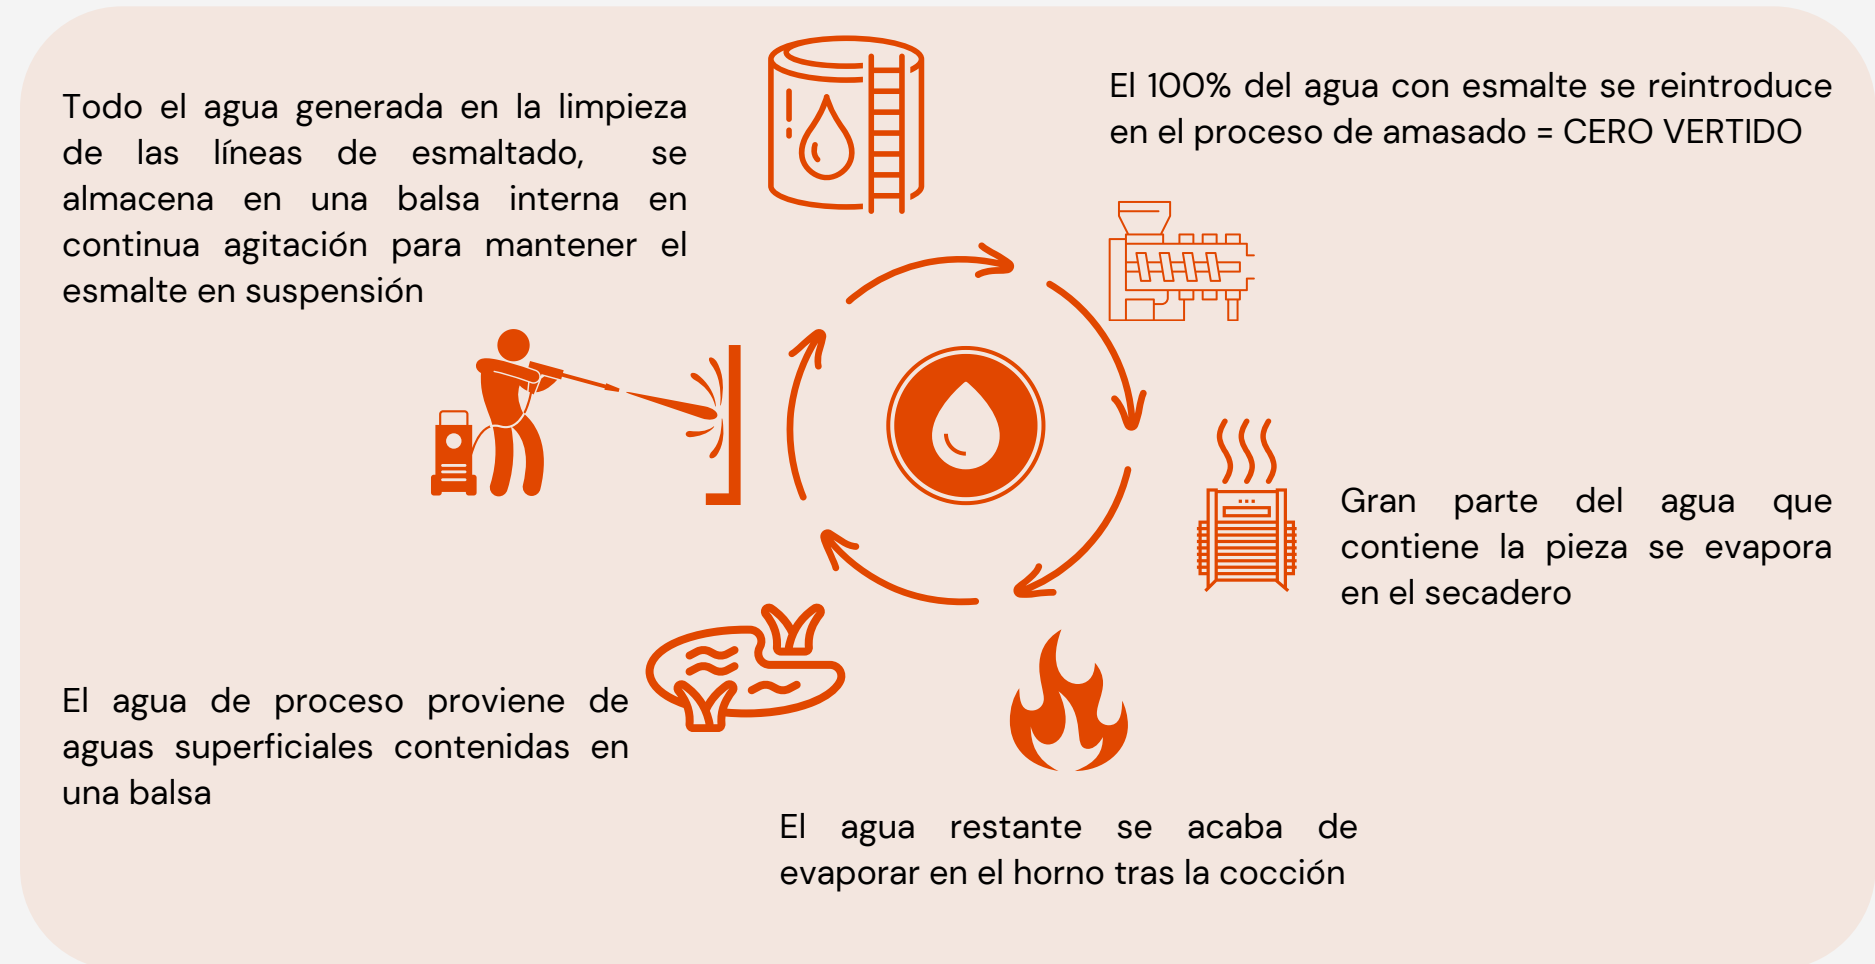 Todo el agua generada en la limpieza
de las líneas de esmaltado, se
almacena en una balsa interna en
continua agitación para mantener el
esmalte en suspensión
El 100% del agua con esmalte se reintroduce
en el proceso de amasado = CERO VERTIDO
Gran parte del agua que
contiene la pieza se evapora
en el secadero
El agua de proceso proviene de
aguas superficiales contenidas en
una balsa
El agua restante se acaba de
evaporar en el horno tras la cocción